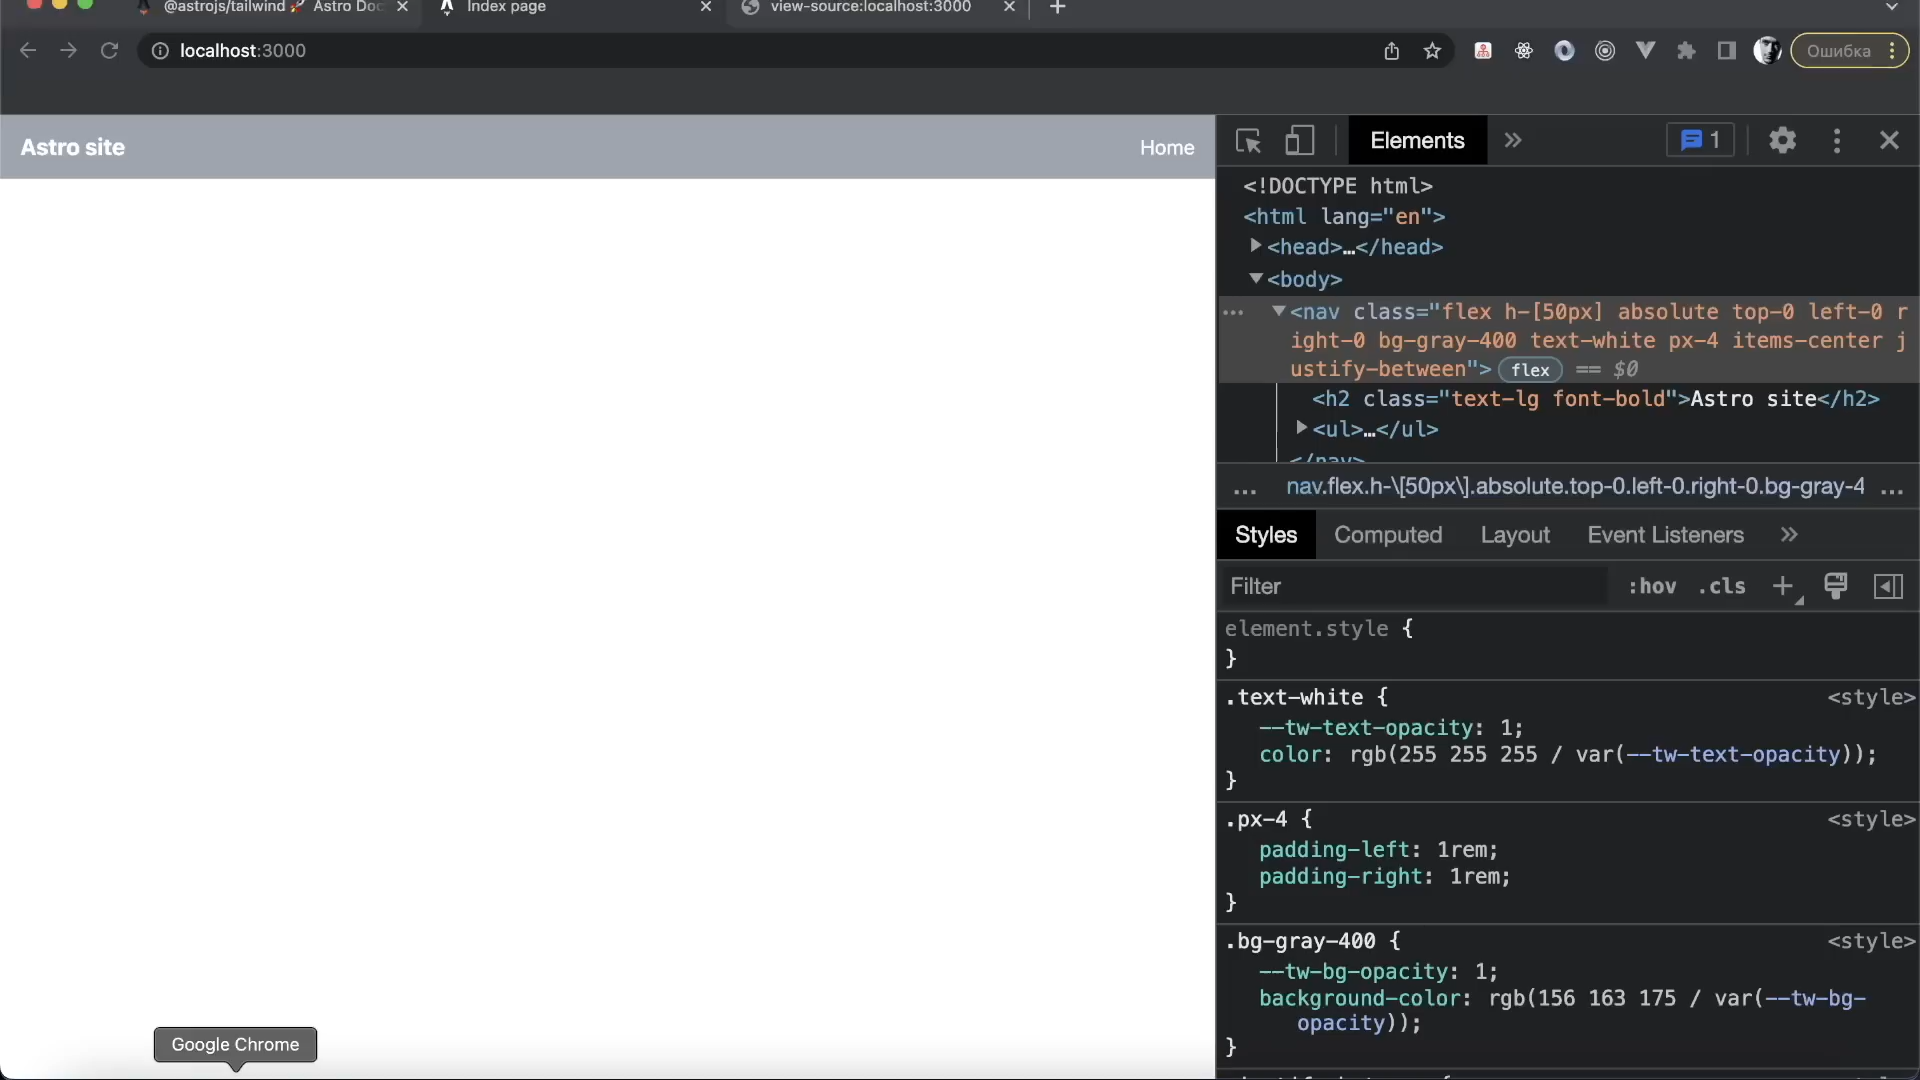 @astrojs/tailwind 🚀 Astro Doc
Index page
view-source:localhost:3000
localhost:3000
Ошибка
Astro site
Home
Elements
1
<!DOCTYPE html>
<html lang="en">
<head>…</head>
<body>
<nav class="flex h-[50px] absolute top-0 left-0 r
ight-0 bg-gray-400 text-white px-4 items-center j
ustify-between"> flex == $0
<h2 class="text-lg font-bold">Astro site</h2>
<ul>…</ul>
</nav>
... nav.flex.h-\[50px\].absolute.top-0.left-0.right-0.bg-gray-4 ...
Styles Computed Layout Event Listeners
Filter :hov .cls
element.style {
}
.text-white { <style>
--tw-text-opacity: 1;
color: rgb(255 255 255 / var(--tw-text-opacity));
}
.px-4 { <style>
padding-left: 1rem;
padding-right: 1rem;
}
.bg-gray-400 { <style>
--tw-bg-opacity: 1;
background-color: rgb(156 163 175 / var(--tw-bg-
opacity));
}
Google Chrome